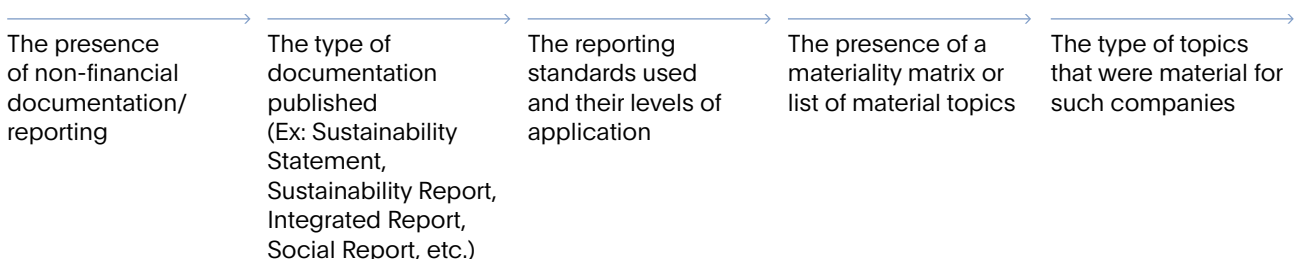 The presence
of non-financial
documentation/
reporting
The type of
documentation
published
(Ex: Sustainability
Statement,
Sustainability Report,
Integrated Report,
Social Report, etc.)
The reporting
standards used
and their levels of
application
The presence of a
materiality matrix or
list of material topics
The type of topics
that were material for
such companies